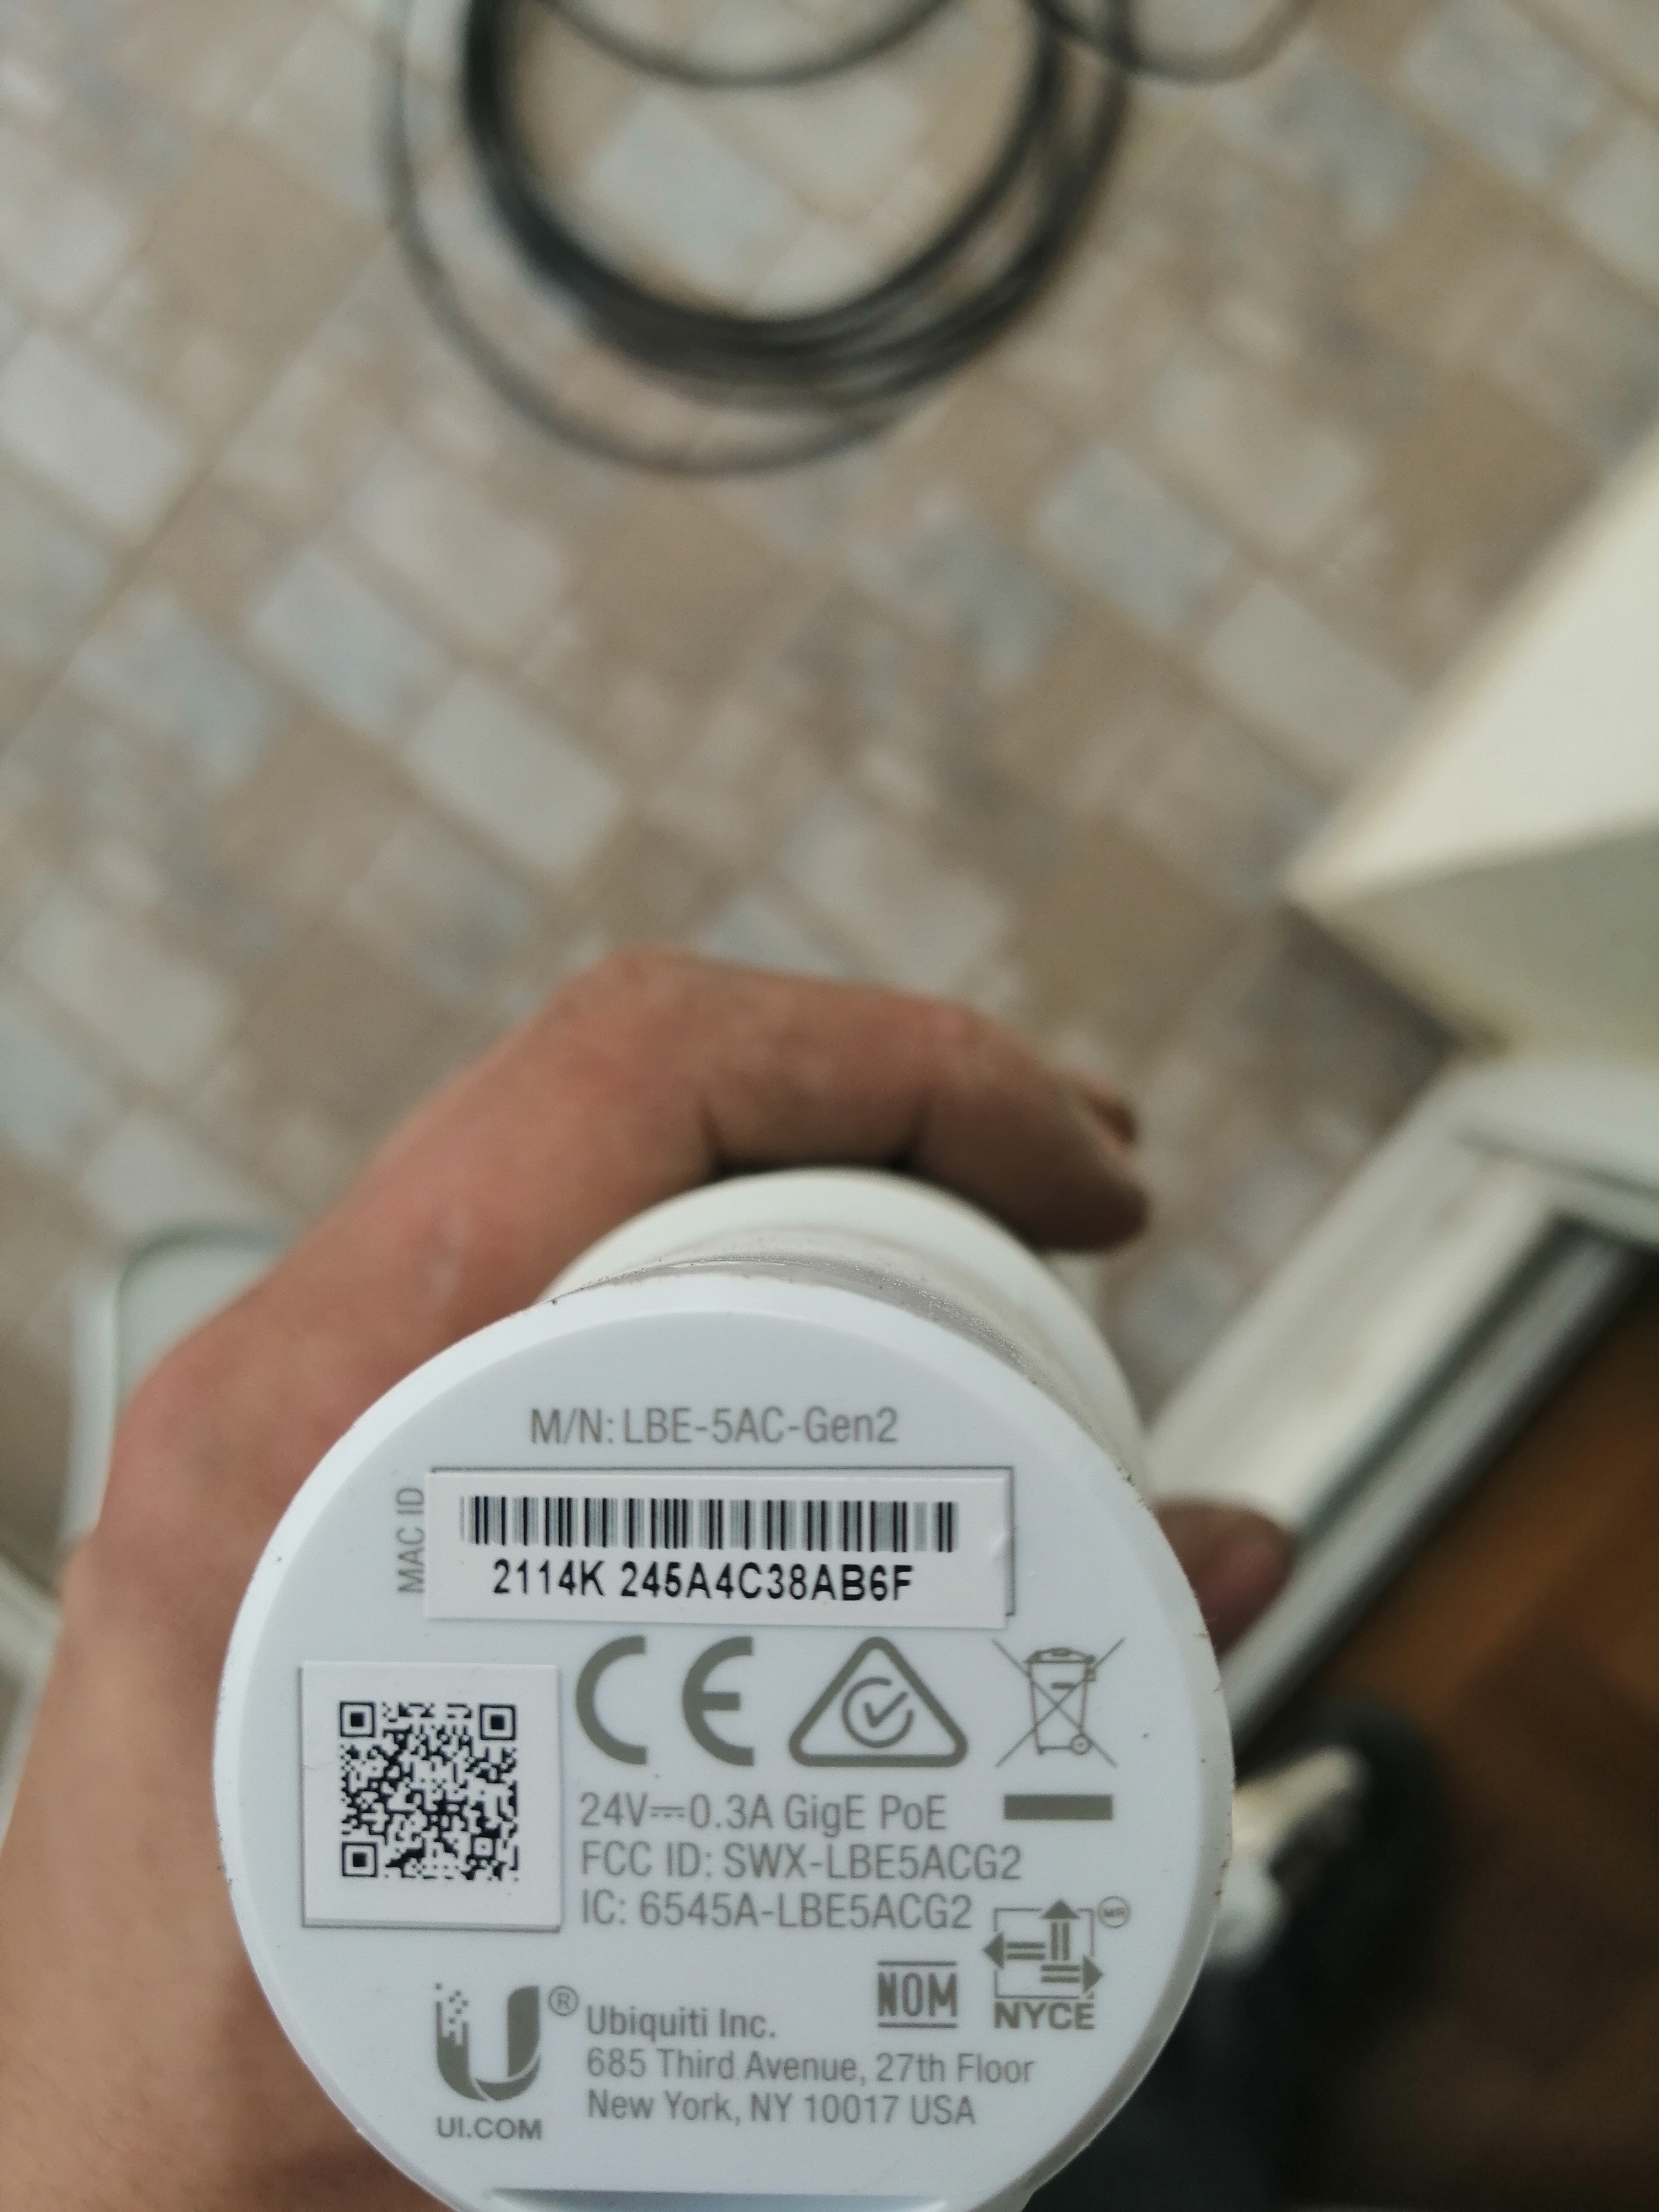 M/N: LBE-5AC-Gen2
MAC ID
2114K 245A4C38AB6F
24V⎓0.3A GigE PoE
FCC ID: SWX-LBE5ACG2
IC: 6545A-LBE5ACG2
MR
NOM
NYCE
®
Ubiquiti Inc.
685 Third Avenue, 27th Floor
New York, NY 10017 USA
UI.COM